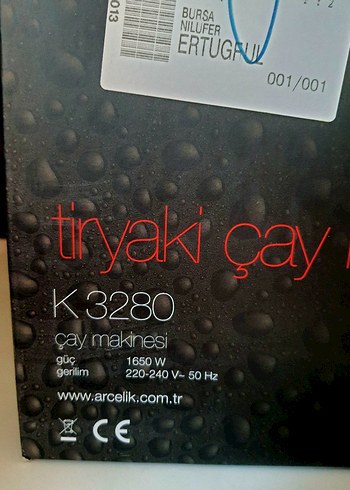 2013
BURSA
NILUFER
ERTUGRUL
001/001
tiryaki çay
K 3280
çay makinesi
güç 1650 W
gerilim 220-240 V~ 50 Hz
www.arcelik.com.tr
CE